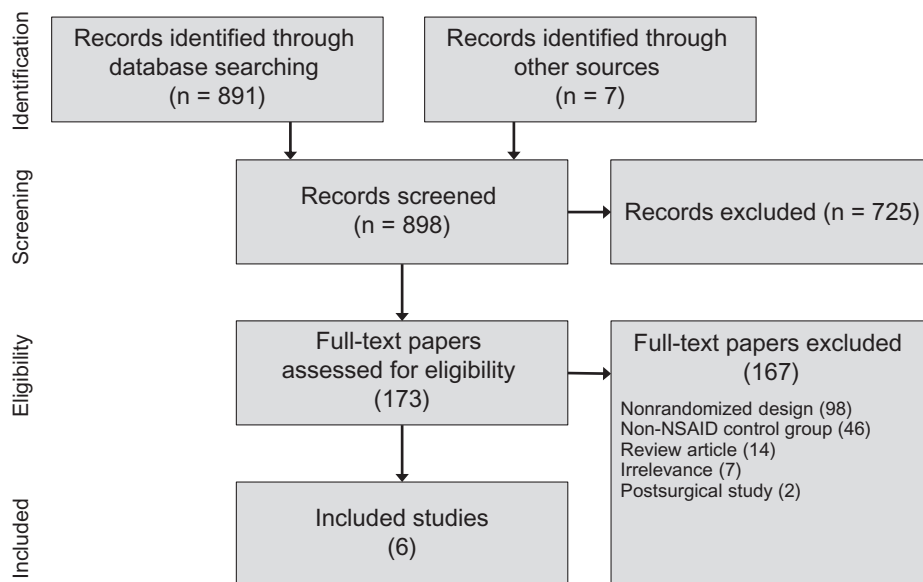 Identification
Records identified through
database searching
(n = 891)
Records identified through
other sources
(n = 7)
Screening
Records screened
(n = 898)
Records excluded (n = 725)
Eligibility
Full-text papers
assessed for eligibility
(173)
Full-text papers excluded
(167)
Nonrandomized design (98)
Non-NSAID control group (46)
Review article (14)
Irrelevance (7)
Postsurgical study (2)
Included
Included studies
(6)